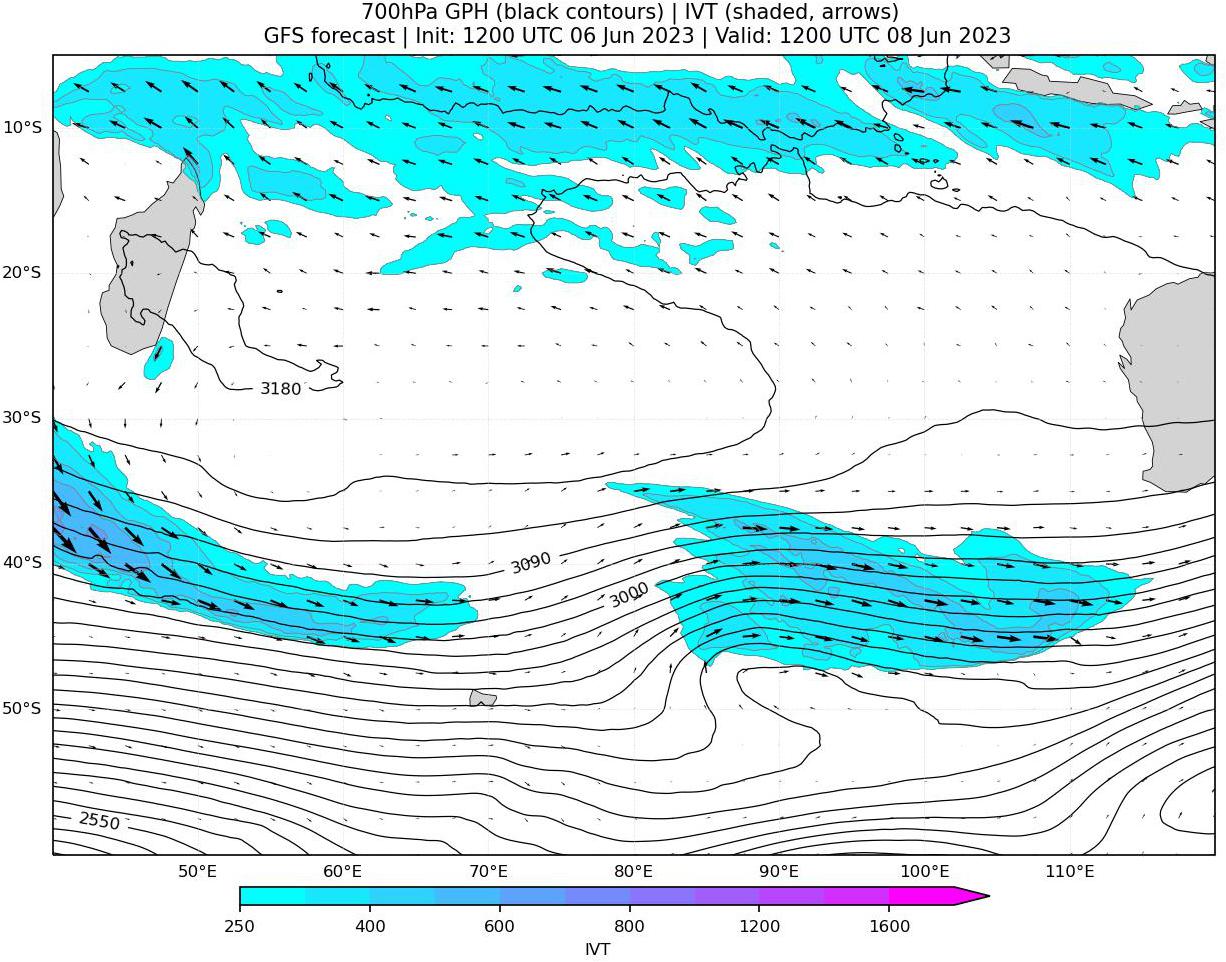 700hPa GPH (black contours) | IVT (shaded, arrows)
GFS forecast | Init: 1200 UTC 06 Jun 2023 | Valid: 1200 UTC 08 Jun 2023
10°S
20°S
3180
30°S
3090
40°S
3000
50°S
2550
50°E 60°E 70°E 80°E 90°E 100°E 110°E
250 400 600 800 1200 1600
IVT